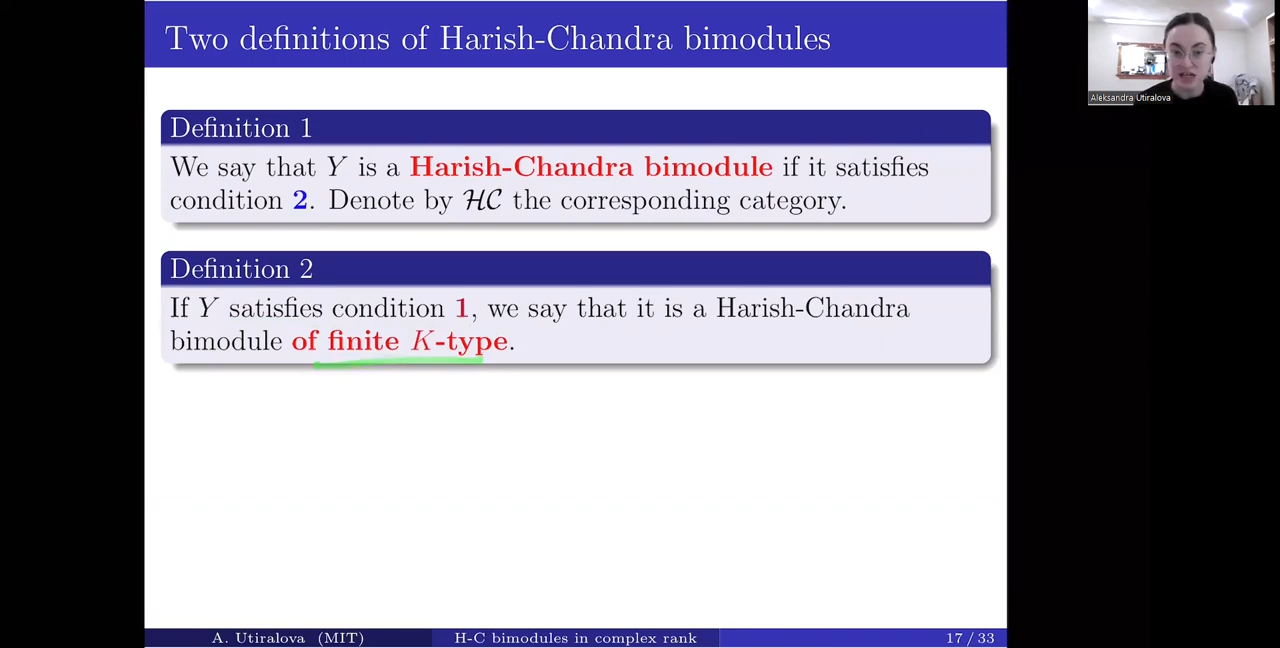 Two definitions of Harish-Chandra bimodules
Aleksandra Utiralova
Definition 1
We say that Y is a Harish-Chandra bimodule if it satisfies
condition 2. Denote by ℋ𝒞 the corresponding category.
Definition 2
If Y satisfies condition 1, we say that it is a Harish-Chandra
bimodule of finite K-type.
A. Utiralova (MIT)
H-C bimodules in complex rank
17 / 33